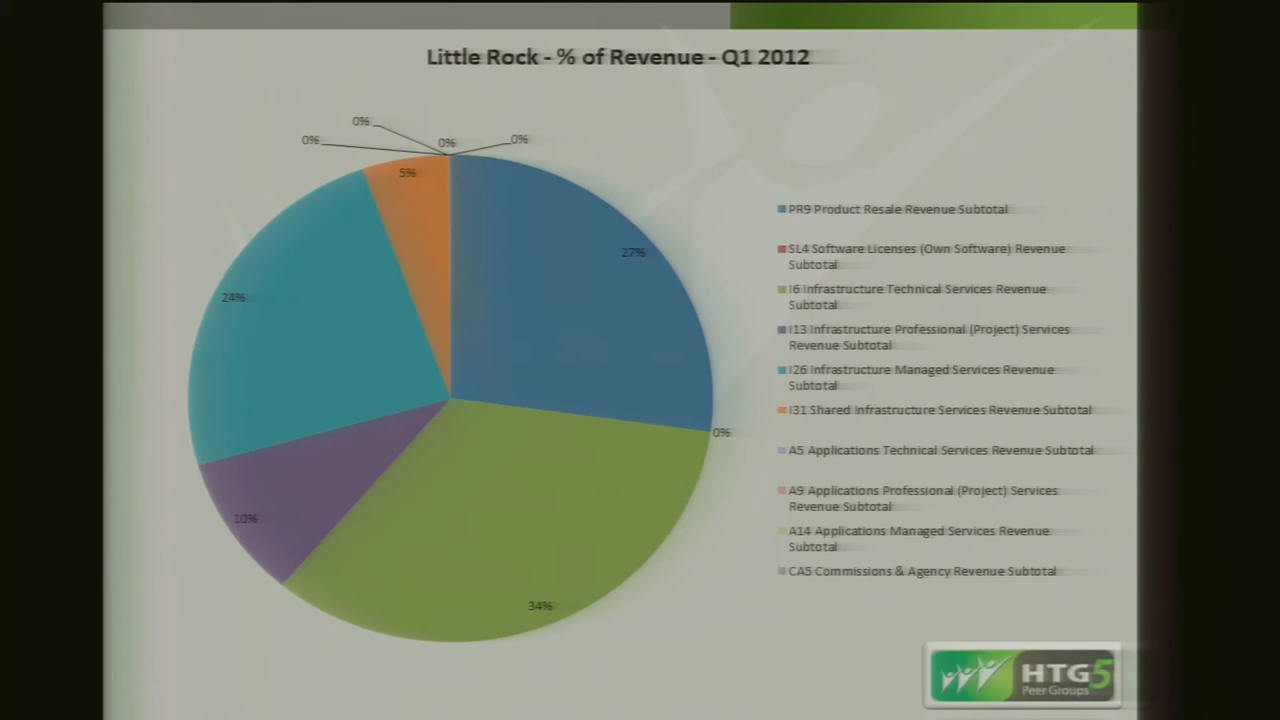 Little Rock - % of Revenue - Q1 2012
0%
0%
0%
0%
5%
27%
24%
0%
10%
34%
PR9 Product Resale Revenue Subtotal
SL4 Software Licenses (Own Software) Revenue
Subtotal
I6 Infrastructure Technical Services Revenue
Subtotal
I13 Infrastructure Professional (Project) Services
Revenue Subtotal
I26 Infrastructure Managed Services Revenue
Subtotal
I31 Shared Infrastructure Services Revenue Subtotal
A5 Applications Technical Services Revenue Subtotal
A9 Applications Professional (Project) Services
Revenue Subtotal
A14 Applications Managed Services Revenue
Subtotal
CA5 Commissions & Agency Revenue Subtotal
HTG5
Peer Groups